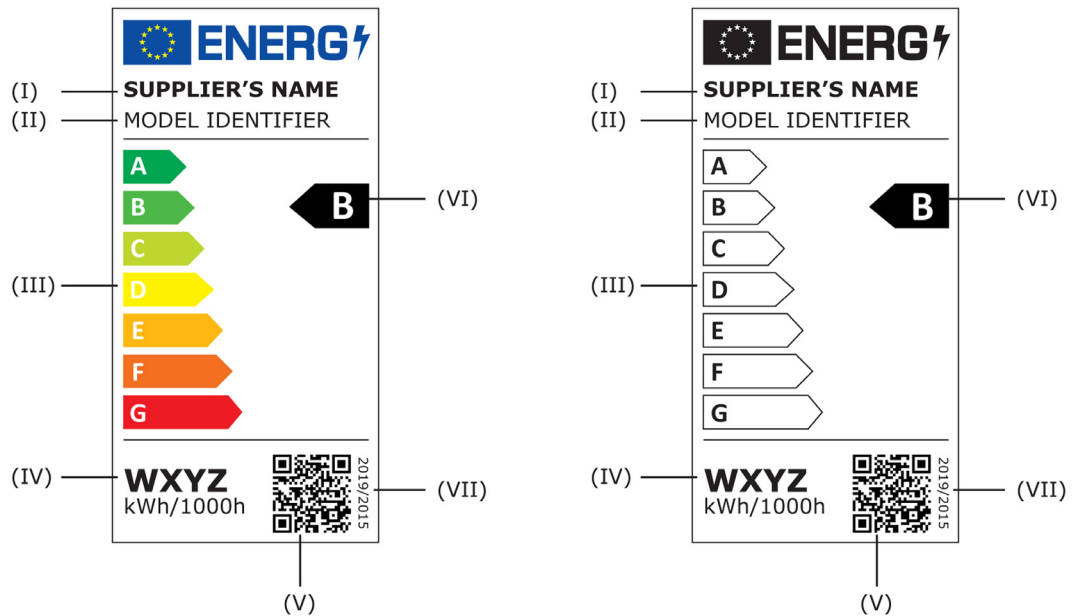 ENERG
SUPPLIER'S NAME
MODEL IDENTIFIER
A
B
C
D
E
F
G
B
WXYZ
kWh/1000h
2019/2015
(I)
(II)
(III)
(IV)
(V)
(VI)
(VII)
ENERG
SUPPLIER'S NAME
MODEL IDENTIFIER
A
B
C
D
E
F
G
B
WXYZ
kWh/1000h
2019/2015
(I)
(II)
(III)
(IV)
(V)
(VI)
(VII)